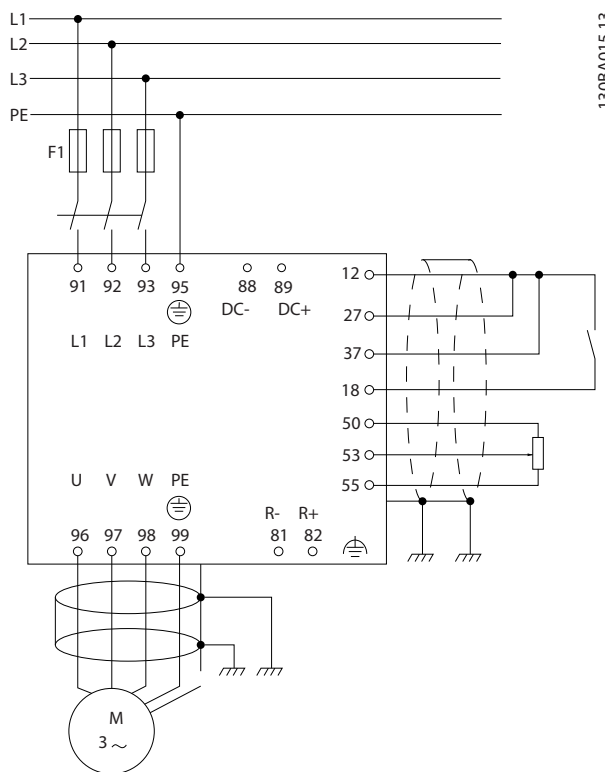 L1
L2
L3
PE
130BA015.13
F1
91 92 93 95 88 89
DC- DC+
L1 L2 L3 PE
12
27
37
18
50
53
55
U V W PE
R- R+
96 97 98 99 81 82
M
3 ~